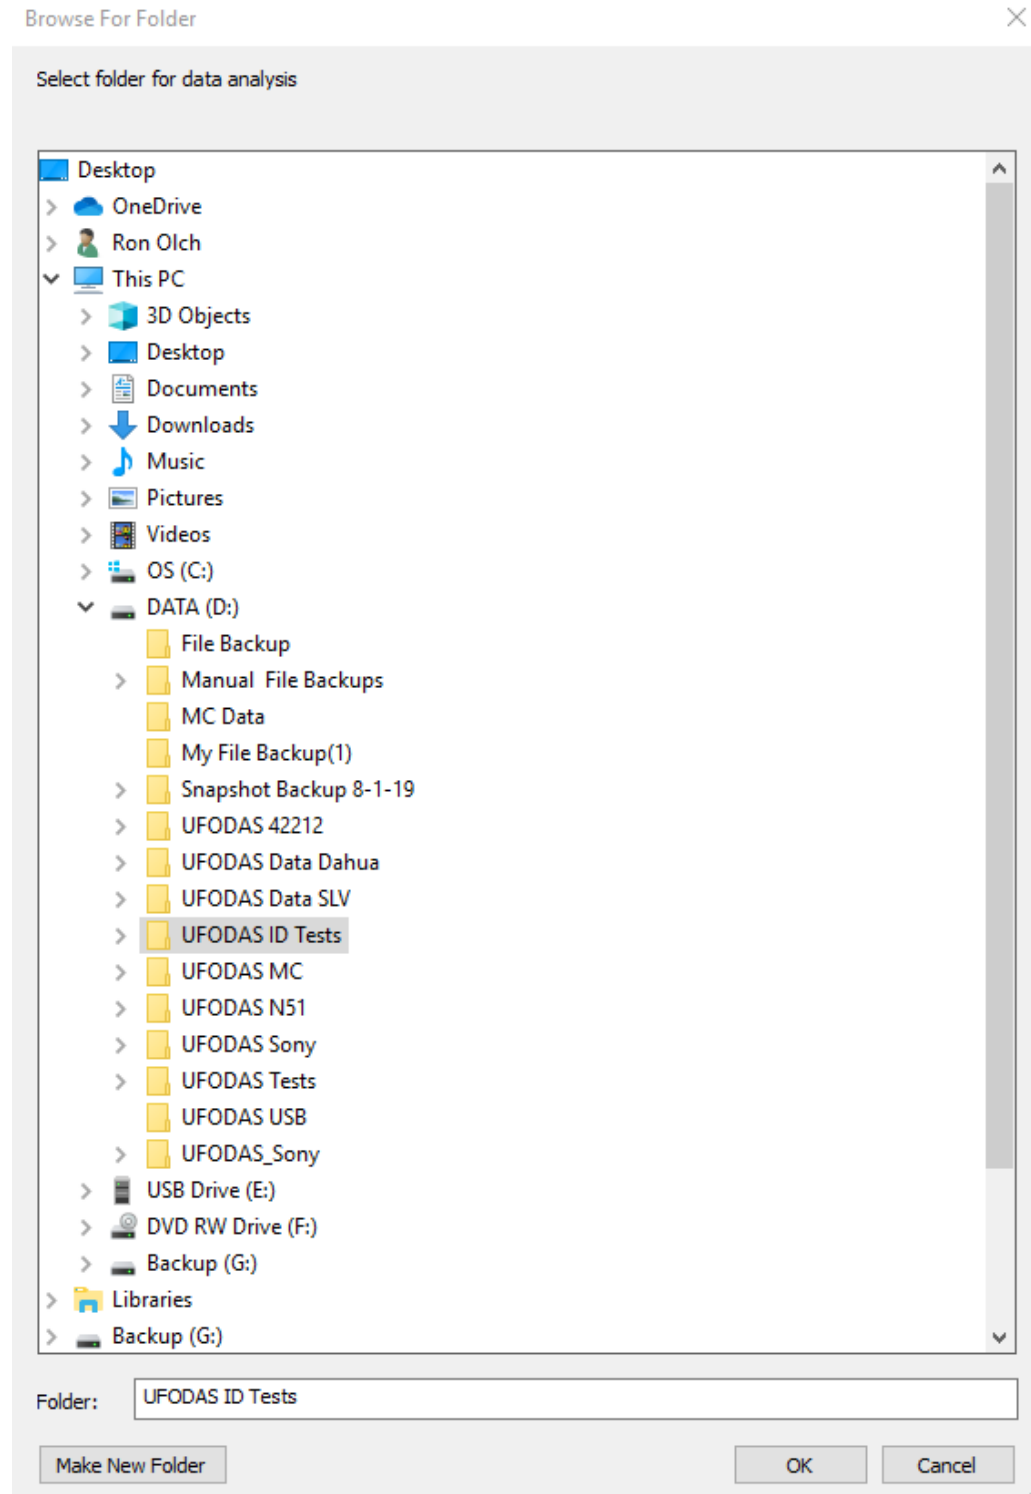 Browse For Folder
Select folder for data analysis
Desktop
OneDrive
Ron Olch
This PC
3D Objects
Desktop
Documents
Downloads
Music
Pictures
Videos
OS (C:)
DATA (D:)
File Backup
Manual  File Backups
MC Data
My File Backup(1)
Snapshot Backup 8-1-19
UFODAS 42212
UFODAS Data Dahua
UFODAS Data SLV
UFODAS ID Tests
UFODAS MC
UFODAS N51
UFODAS Sony
UFODAS Tests
UFODAS USB
UFODAS_Sony
USB Drive (E:)
DVD RW Drive (F:)
Backup (G:)
Libraries
Backup (G:)
Folder: UFODAS ID Tests
Make New Folder OK Cancel